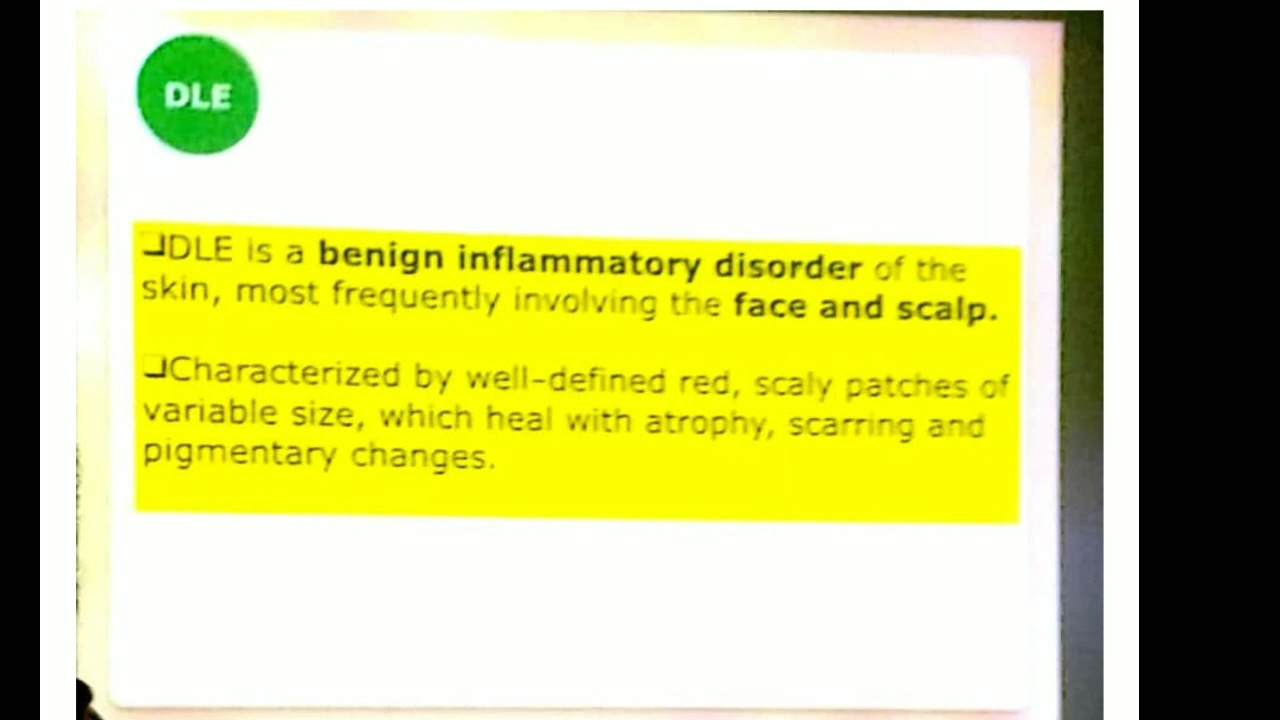 DLE
❑DLE is a benign inflammatory disorder of the
skin, most frequently involving the face and scalp.
❑Characterized by well-defined red, scaly patches of
variable size, which heal with atrophy, scarring and
pigmentary changes.